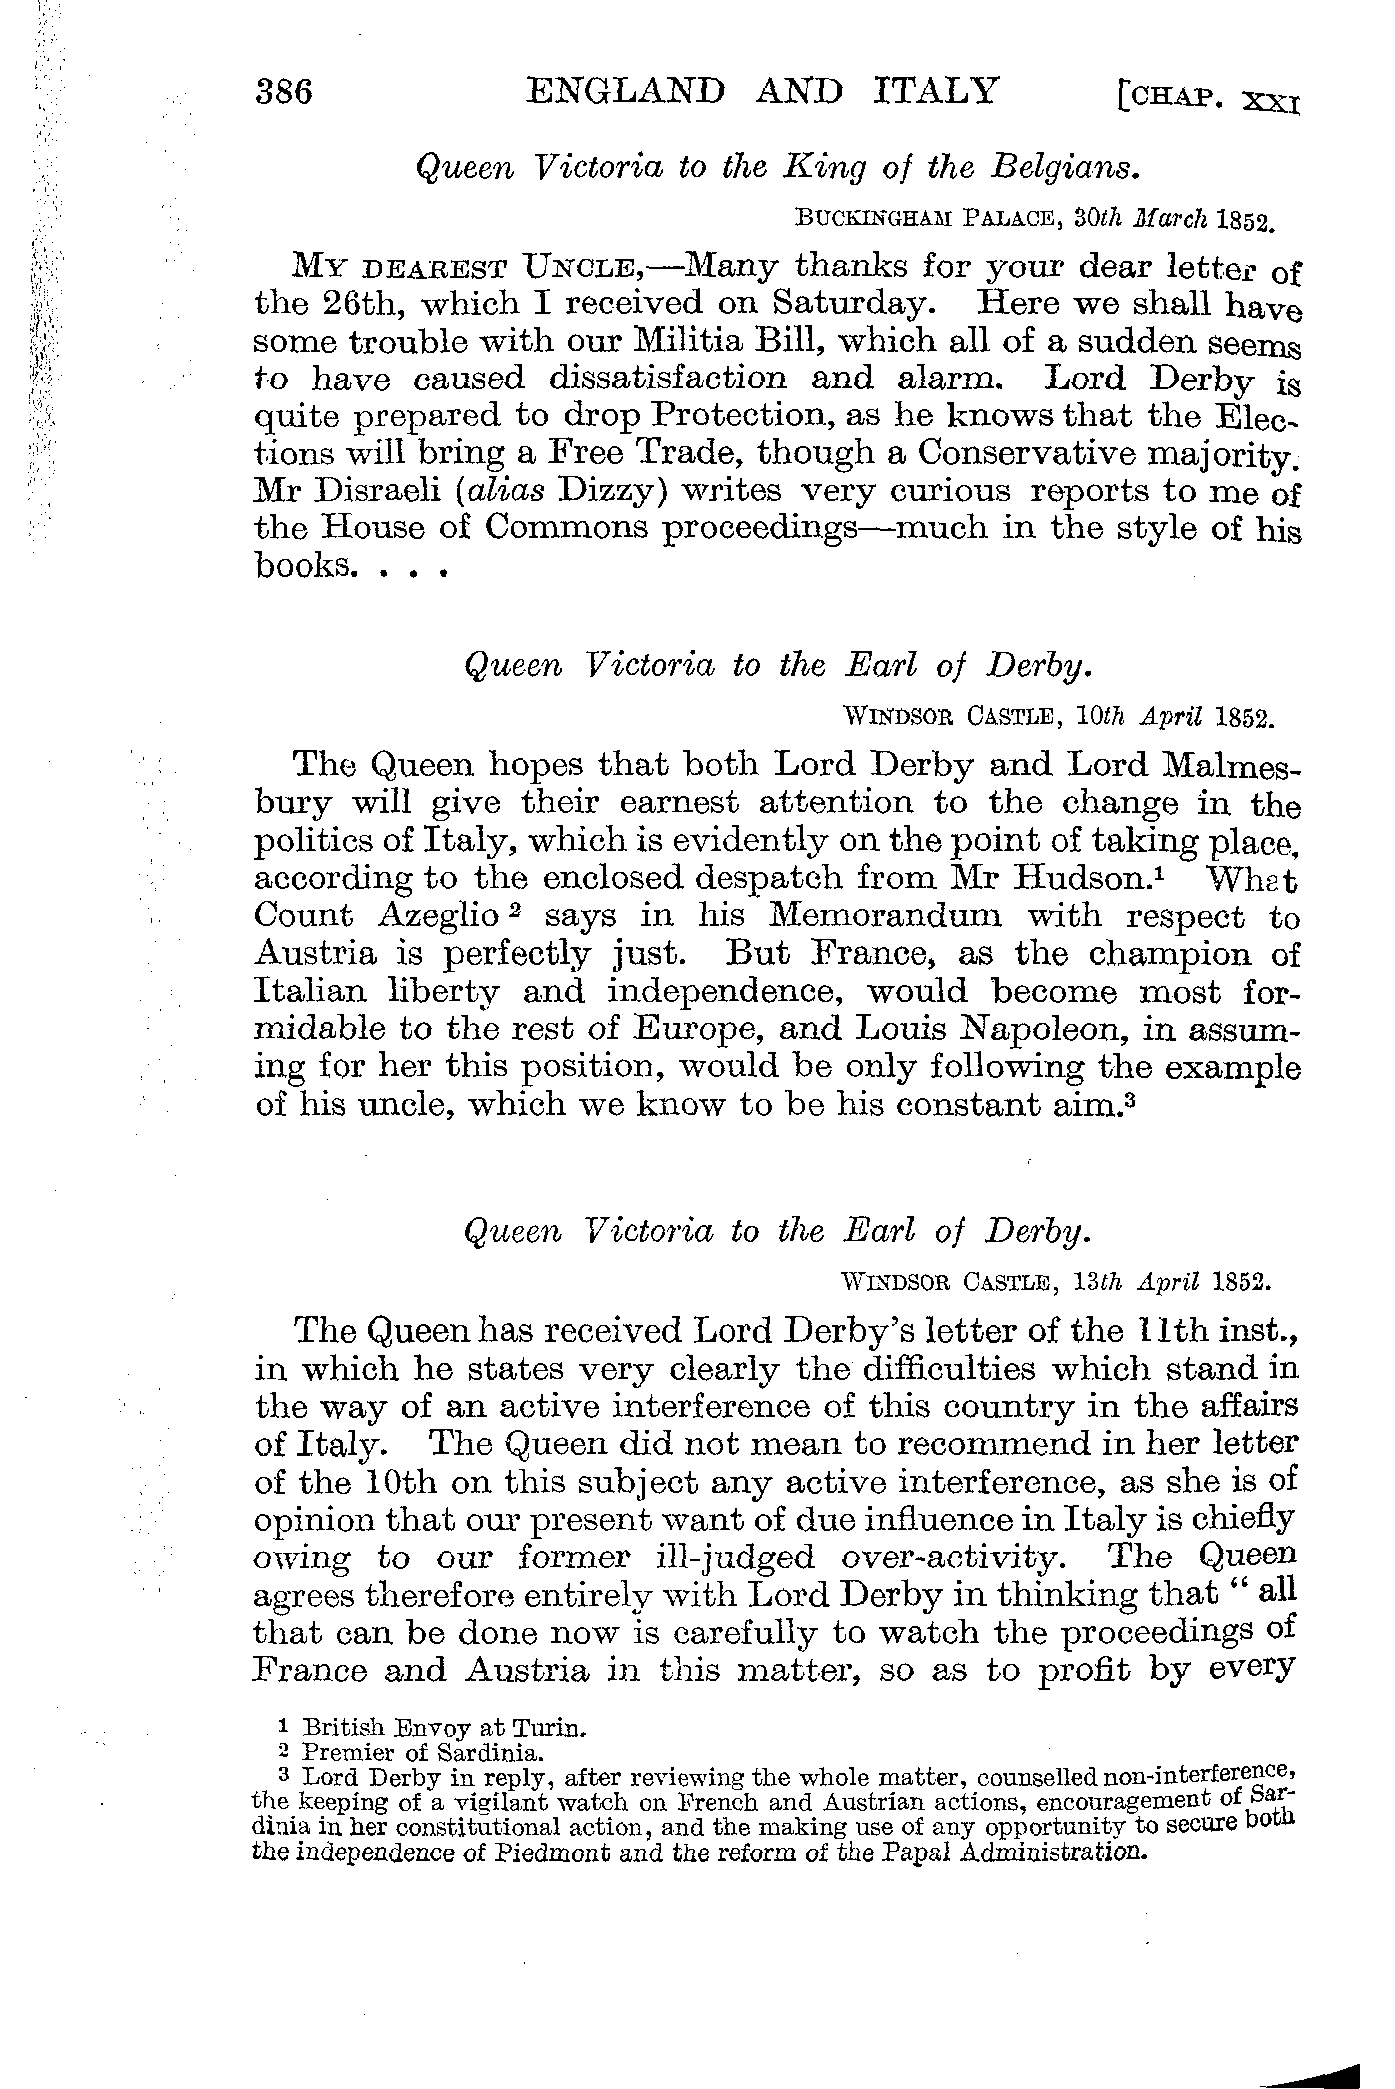 386 ENGLAND AND ITALY [CHAP. XXI
Queen Victoria to the King of the Belgians.
BUCKINGHAM PALACE, 30th March 1852.
MY DEAREST UNCLE,—Many thanks for your dear letter of
the 26th, which I received on Saturday. Here we shall have
some trouble with our Militia Bill, which all of a sudden seems
to have caused dissatisfaction and alarm. Lord Derby is
quite prepared to drop Protection, as he knows that the Elec-
tions will bring a Free Trade, though a Conservative majority.
Mr Disraeli (alias Dizzy) writes very curious reports to me of
the House of Commons proceedings—much in the style of his
books. . . .
Queen Victoria to the Earl of Derby.
WINDSOR CASTLE, 10th April 1852.
The Queen hopes that both Lord Derby and Lord Malmes-
bury will give their earnest attention to the change in the
politics of Italy, which is evidently on the point of taking place,
according to the enclosed despatch from Mr Hudson.¹ What
Count Azeglio ² says in his Memorandum with respect to
Austria is perfectly just. But France, as the champion of
Italian liberty and independence, would become most for-
midable to the rest of Europe, and Louis Napoleon, in assum-
ing for her this position, would be only following the example
of his uncle, which we know to be his constant aim.³
Queen Victoria to the Earl of Derby.
WINDSOR CASTLE, 13th April 1852.
The Queen has received Lord Derby's letter of the 11th inst.,
in which he states very clearly the difficulties which stand in
the way of an active interference of this country in the affairs
of Italy. The Queen did not mean to recommend in her letter
of the 10th on this subject any active interference, as she is of
opinion that our present want of due influence in Italy is chiefly
owing to our former ill-judged over-activity. The Queen
agrees therefore entirely with Lord Derby in thinking that " all
that can be done now is carefully to watch the proceedings of
France and Austria in this matter, so as to profit by every
1 British Envoy at Turin.
2 Premier of Sardinia.
3 Lord Derby in reply, after reviewing the whole matter, counselled non-interference,
the keeping of a vigilant watch on French and Austrian actions, encouragement of Sar-
dinia in her constitutional action, and the making use of any opportunity to secure both
the independence of Piedmont and the reform of the Papal Administration.